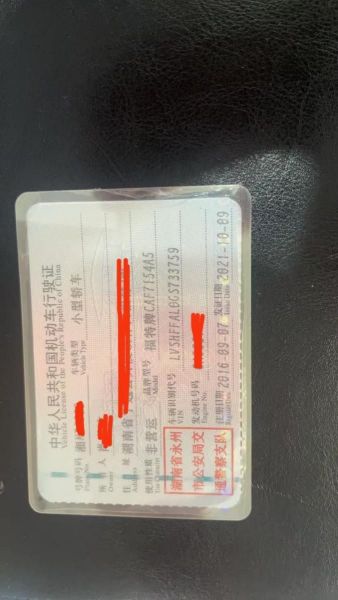 中华人民共和国机动车行驶证
Vehicle License of the People's Republic of China
号牌号码 湘 车辆类型 小型轿车
Plate No. Vehicle Type
所有人
Owner
住址 湖南省
Address
使用性质 非营运 品牌型号 福特牌CAF7154A5
Use Character Model
湖南省永州
市公安局交
通警察支队
车辆识别代号 LVSHFFAL0GS733759
VIN
发动机号码
Engine No.
注册日期 2016-09-07 发证日期 2021-10-09
Register Date Issue Date